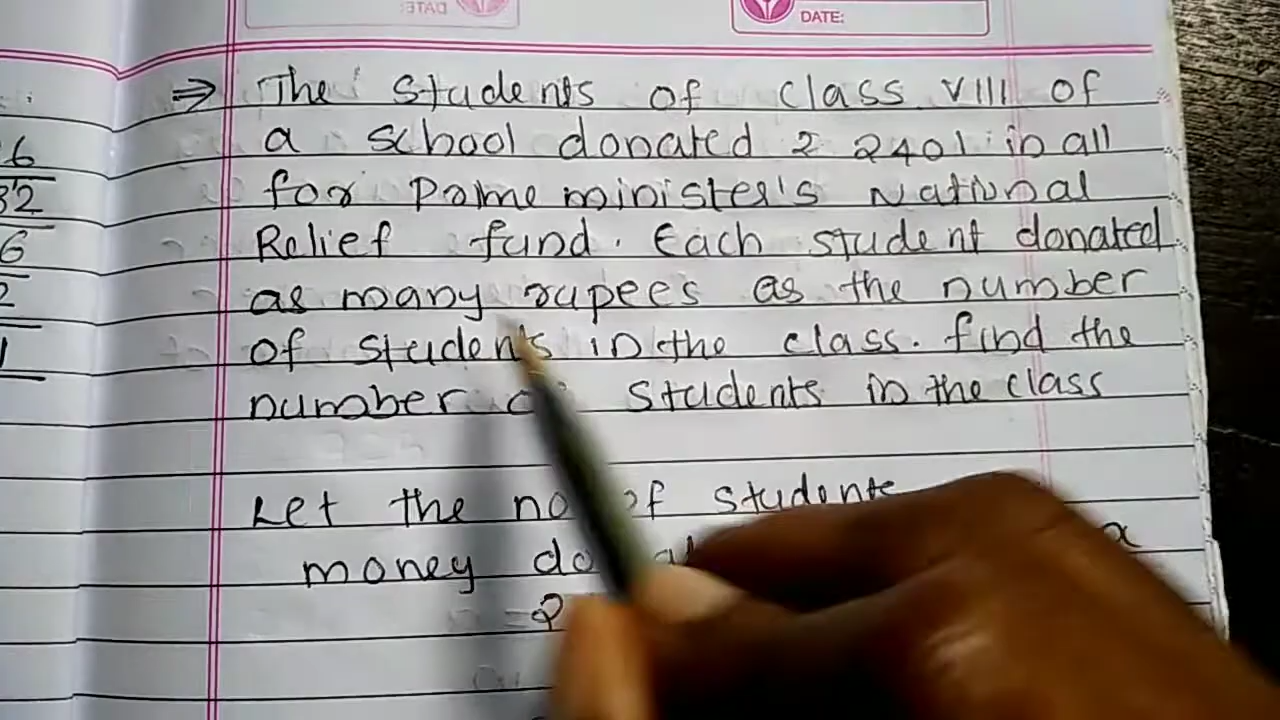 DATE:
6
32
6
2
1
⇒ The students of class VIII of
a school donated 2 2401 in all
for Prime minister's National
Relief fund. Each student donated
as many rupees as the number
of students in the class. find the
number students in the class
Let the no of students
money x